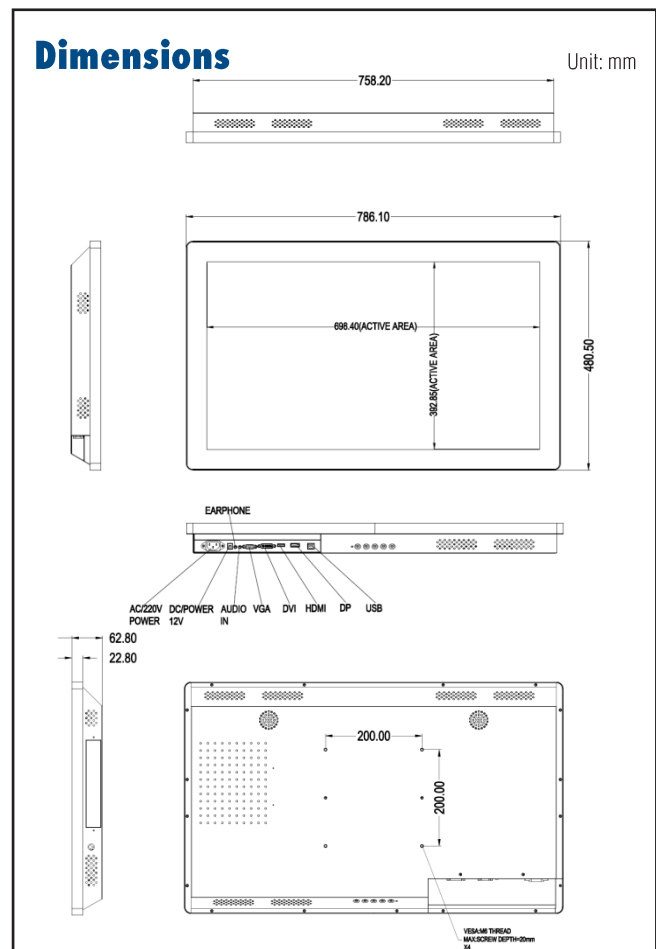 Dimensions
Unit: mm
758.20
786.10
698.40(ACTIVE AREA)
392.85(ACTIVE AREA)
480.50
EARPHONE
AC/220V DC/POWER AUDIO VGA DVI HDMI DP USB
POWER 12V IN
62.80
22.80
200.00
200.00
VESA:M6 THREAD
MAX:SCREW DEPTH=20mm
X4